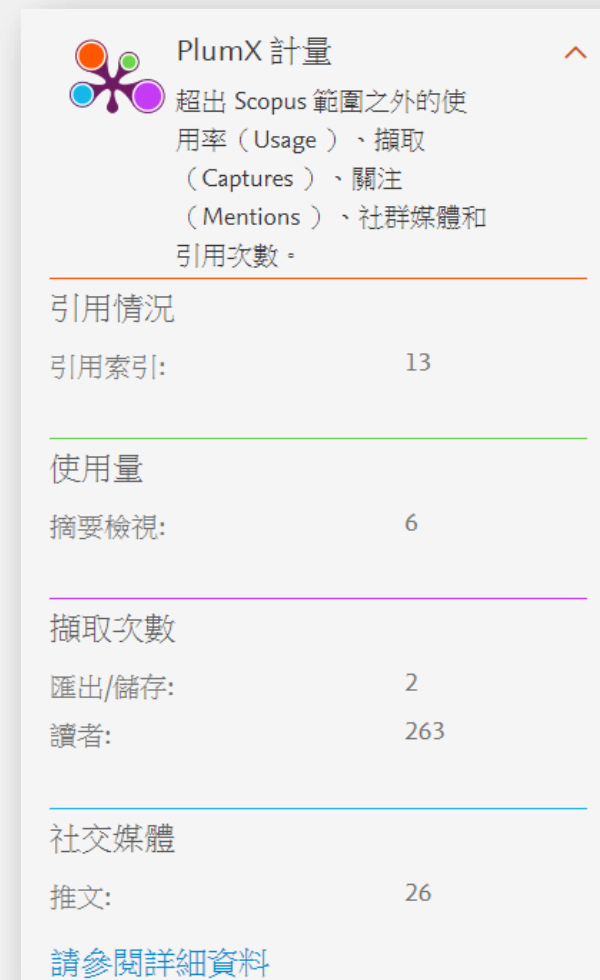 PlumX 計量
超出 Scopus 範圍之外的使
用率（Usage ）、擷取
（Captures ）、關注
（Mentions ）、社群媒體和
引用次數。
引用情況
引用索引: 13
使用量
摘要檢視: 6
擷取次數
匯出/儲存: 2
讀者: 263
社交媒體
推文: 26
請參閱詳細資料